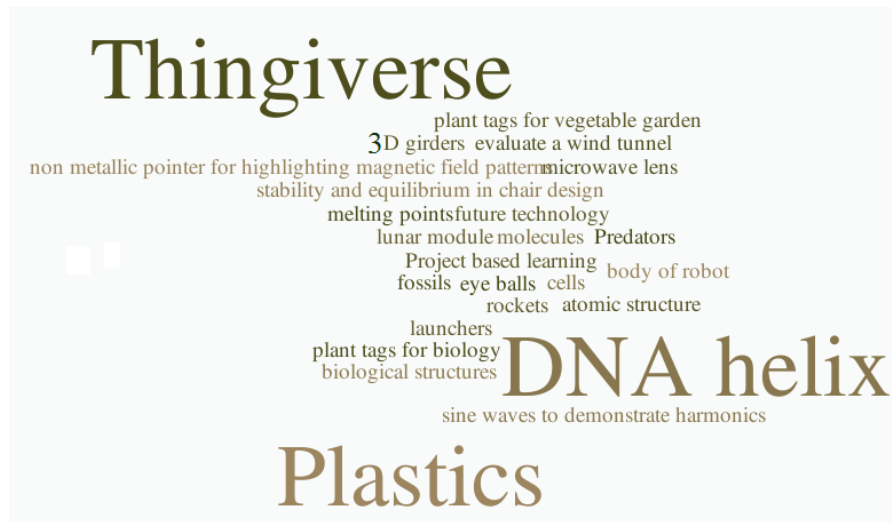 Thingiverse
plant tags for vegetable garden
3D girders evaluate a wind tunnel
non metallic pointer for highlighting magnetic field patterns microwave lens
stability and equilibrium in chair design
melting points future technology
lunar module molecules Predators
Project based learning
body of robot
fossils eye balls cells
rockets atomic structure
launchers
plant tags for biology
DNA helix
biological structures
sine waves to demonstrate harmonics
Plastics